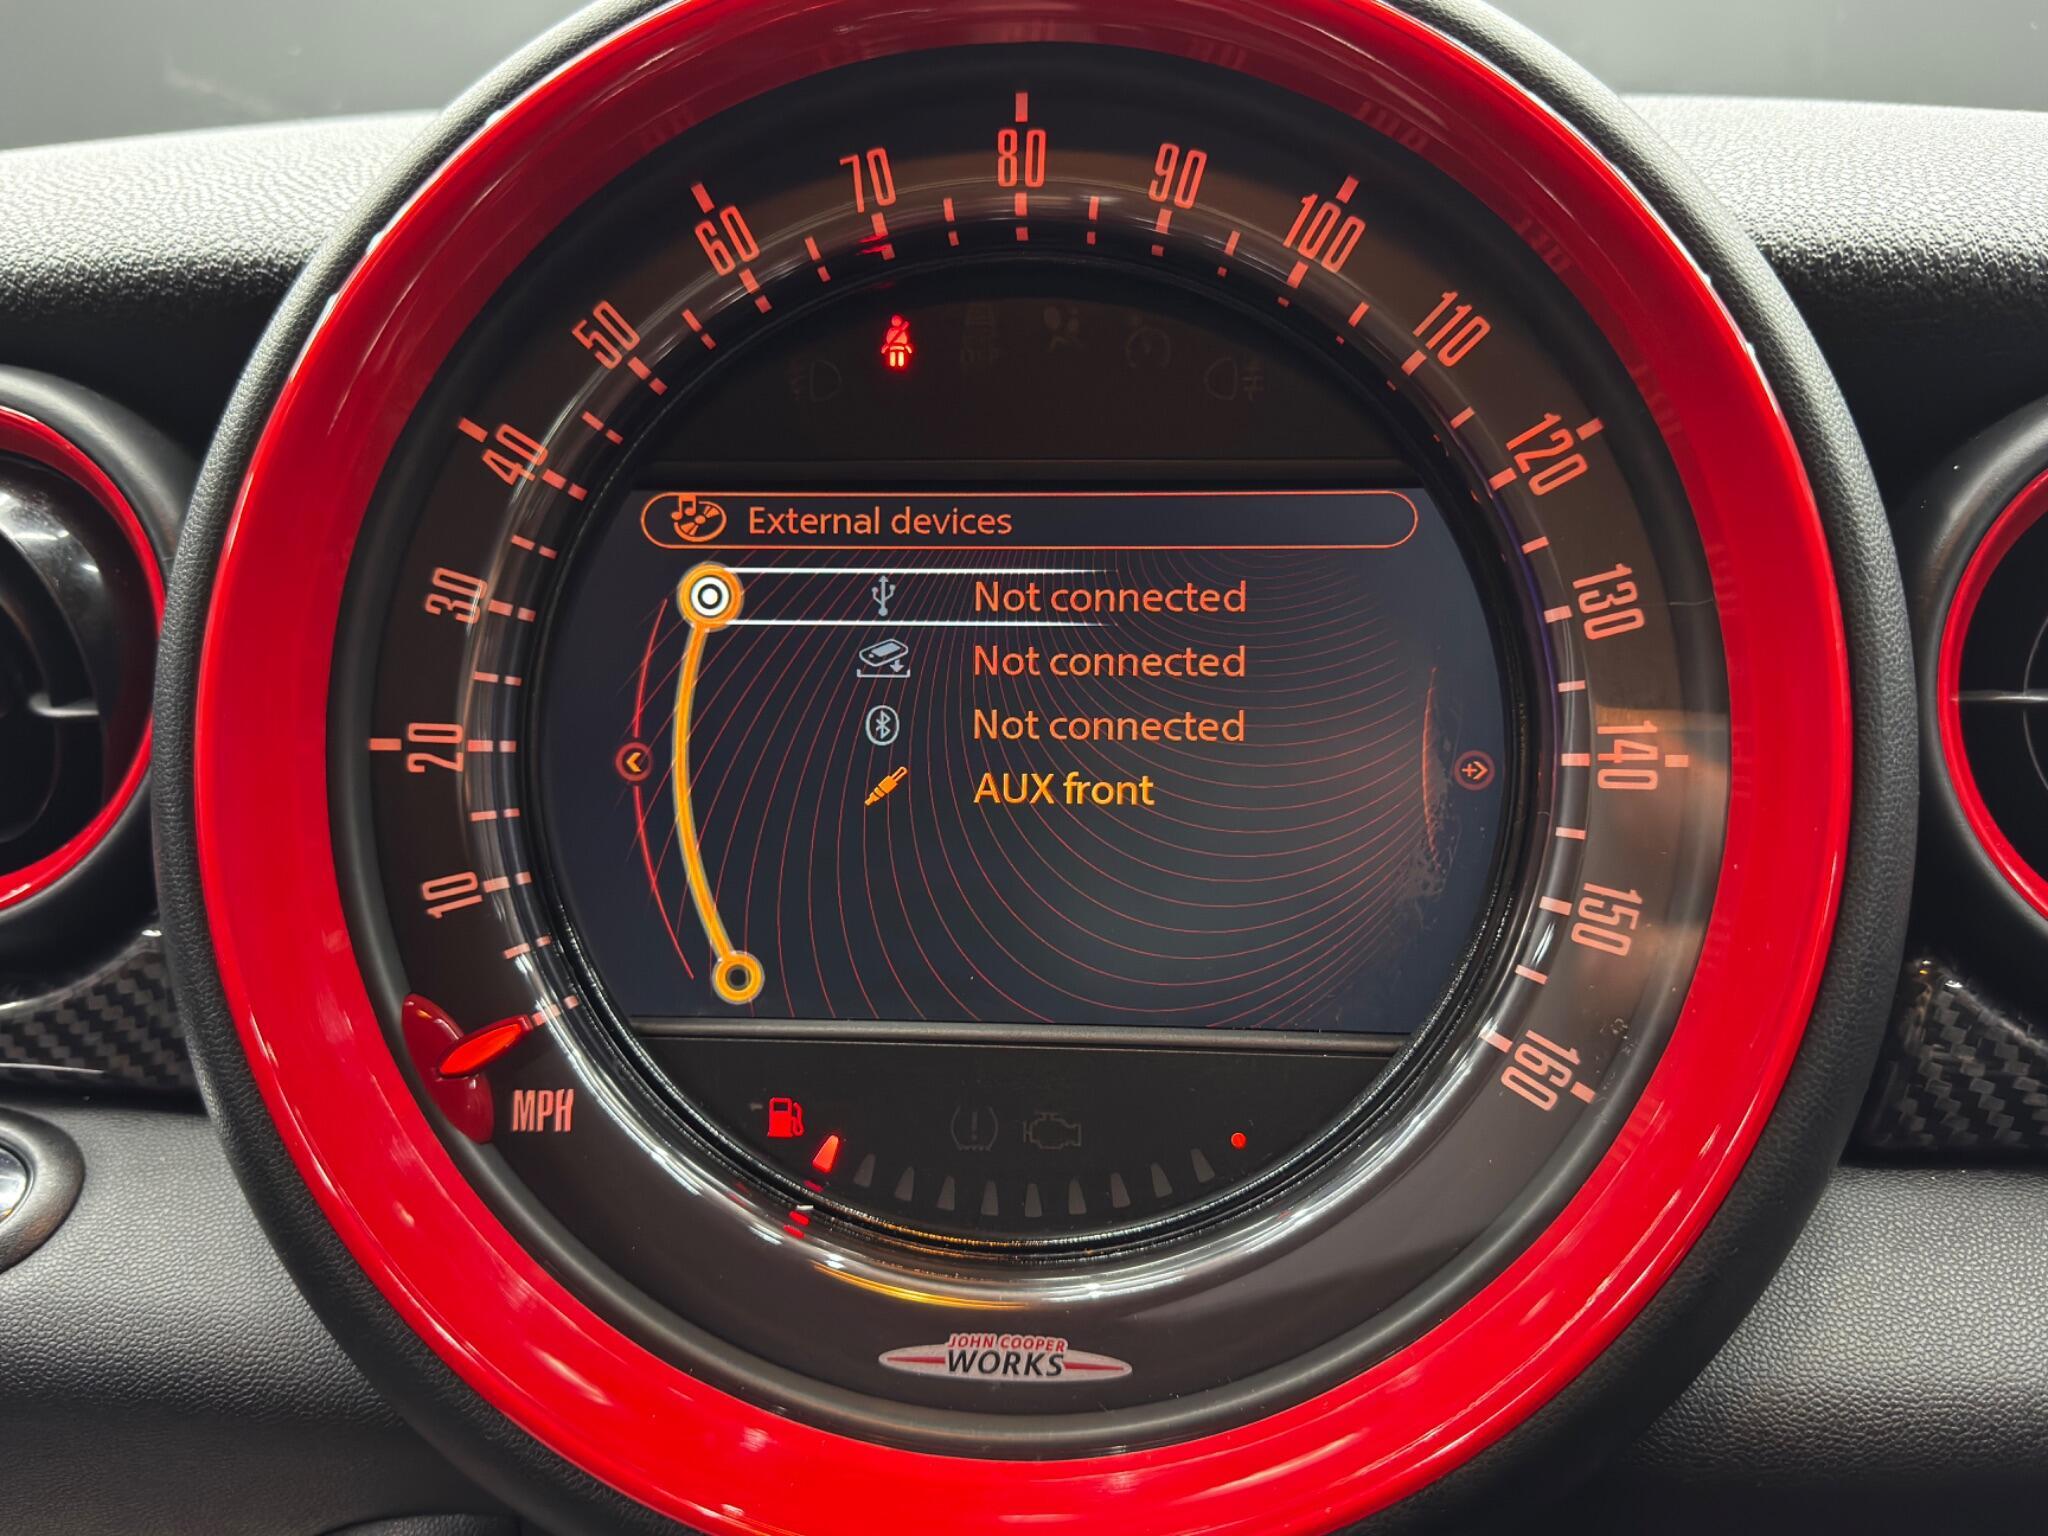 10
20
30
40
50
60
70
80
90
100
110
120
130
140
150
160
MPH
External devices
Not connected
Not connected
Not connected
AUX front
JOHN COOPER
WORKS